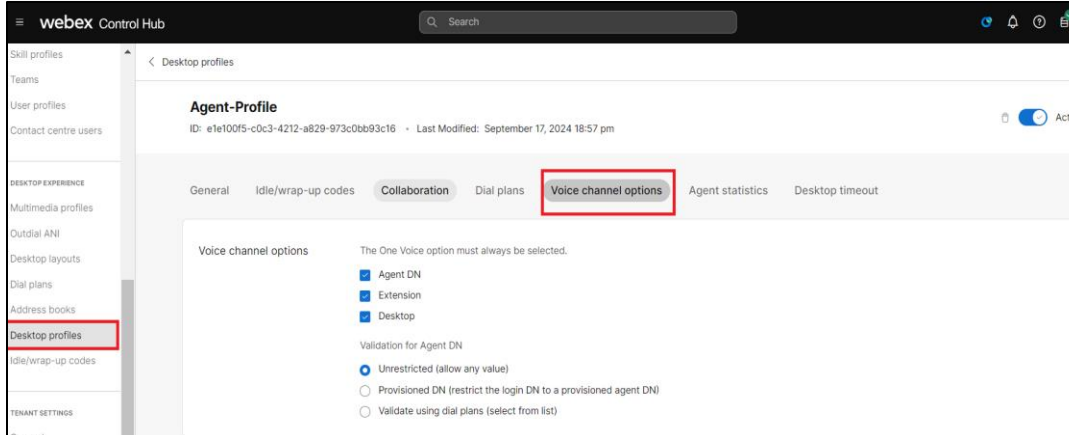 webex Control Hub
Search
Skill profiles
Teams
User profiles
Contact centre users
DESKTOP EXPERIENCE
Multimedia profiles
Outdial ANI
Desktop layouts
Dial plans
Address books
Desktop profiles
Idle/wrap-up codes
TENANT SETTINGS
Desktop profiles
Agent-Profile
ID: e1e100f5-c0c3-4212-a829-973c0bb93c16 • Last Modified: September 17, 2024 18:57 pm
Act
General Idle/wrap-up codes Collaboration Dial plans Voice channel options Agent statistics Desktop timeout
Voice channel options
The One Voice option must always be selected.
Agent DN
Extension
Desktop
Validation for Agent DN
Unrestricted (allow any value)
Provisioned DN (restrict the login DN to a provisioned agent DN)
Validate using dial plans (select from list)